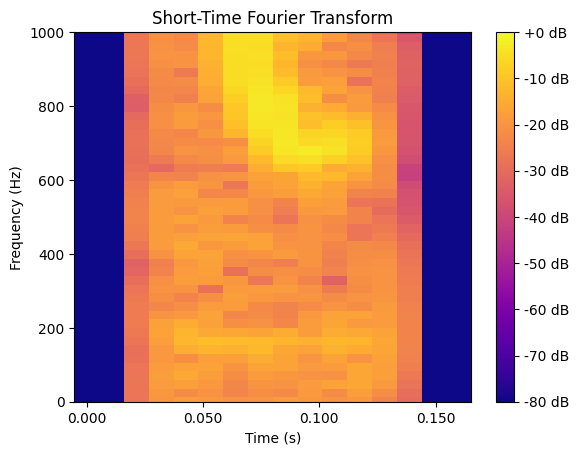 Short-Time Fourier Transform
1000
800
600
400
200
0
Frequency (Hz)
0.000
0.050
0.100
0.150
Time (s)
+0 dB
-10 dB
-20 dB
-30 dB
-40 dB
-50 dB
-60 dB
-70 dB
-80 dB